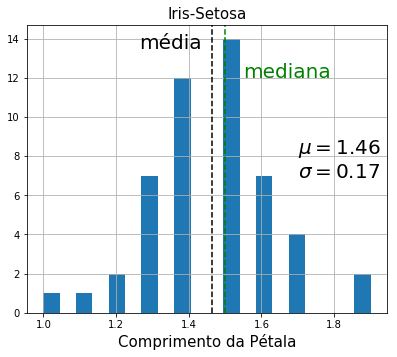 Iris-Setosa
média
mediana
μ = 1.46
σ = 0.17
14
12
10
8
6
4
2
0
1.0 1.2 1.4 1.6 1.8
Comprimento da Pétala